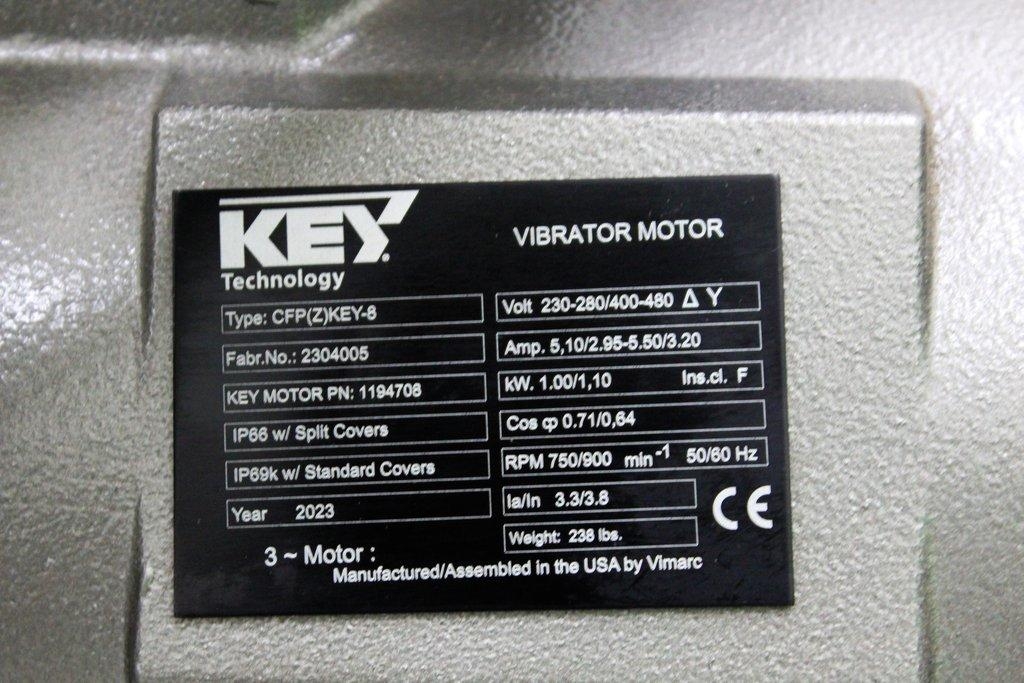 KEY
Technology
VIBRATOR MOTOR
Type: CFP(Z)KEY-8
Fabr.No.: 2304005
KEY MOTOR PN: 1194708
IP66 w/ Split Covers
IP69k w/ Standard Covers
Year 2023
Volt 230-280/400-480 Δ Y
Amp. 5,10/2.95-5.50/3.20
kW. 1.00/1,10 Ins.cl. F
Cos φ 0.71/0,64
RPM 750/900 min⁻¹ 50/60 Hz
Ia/In 3.3/3.8
Weight: 238 lbs.
CE
3 ~ Motor :
Manufactured/Assembled in the USA by Vimarc